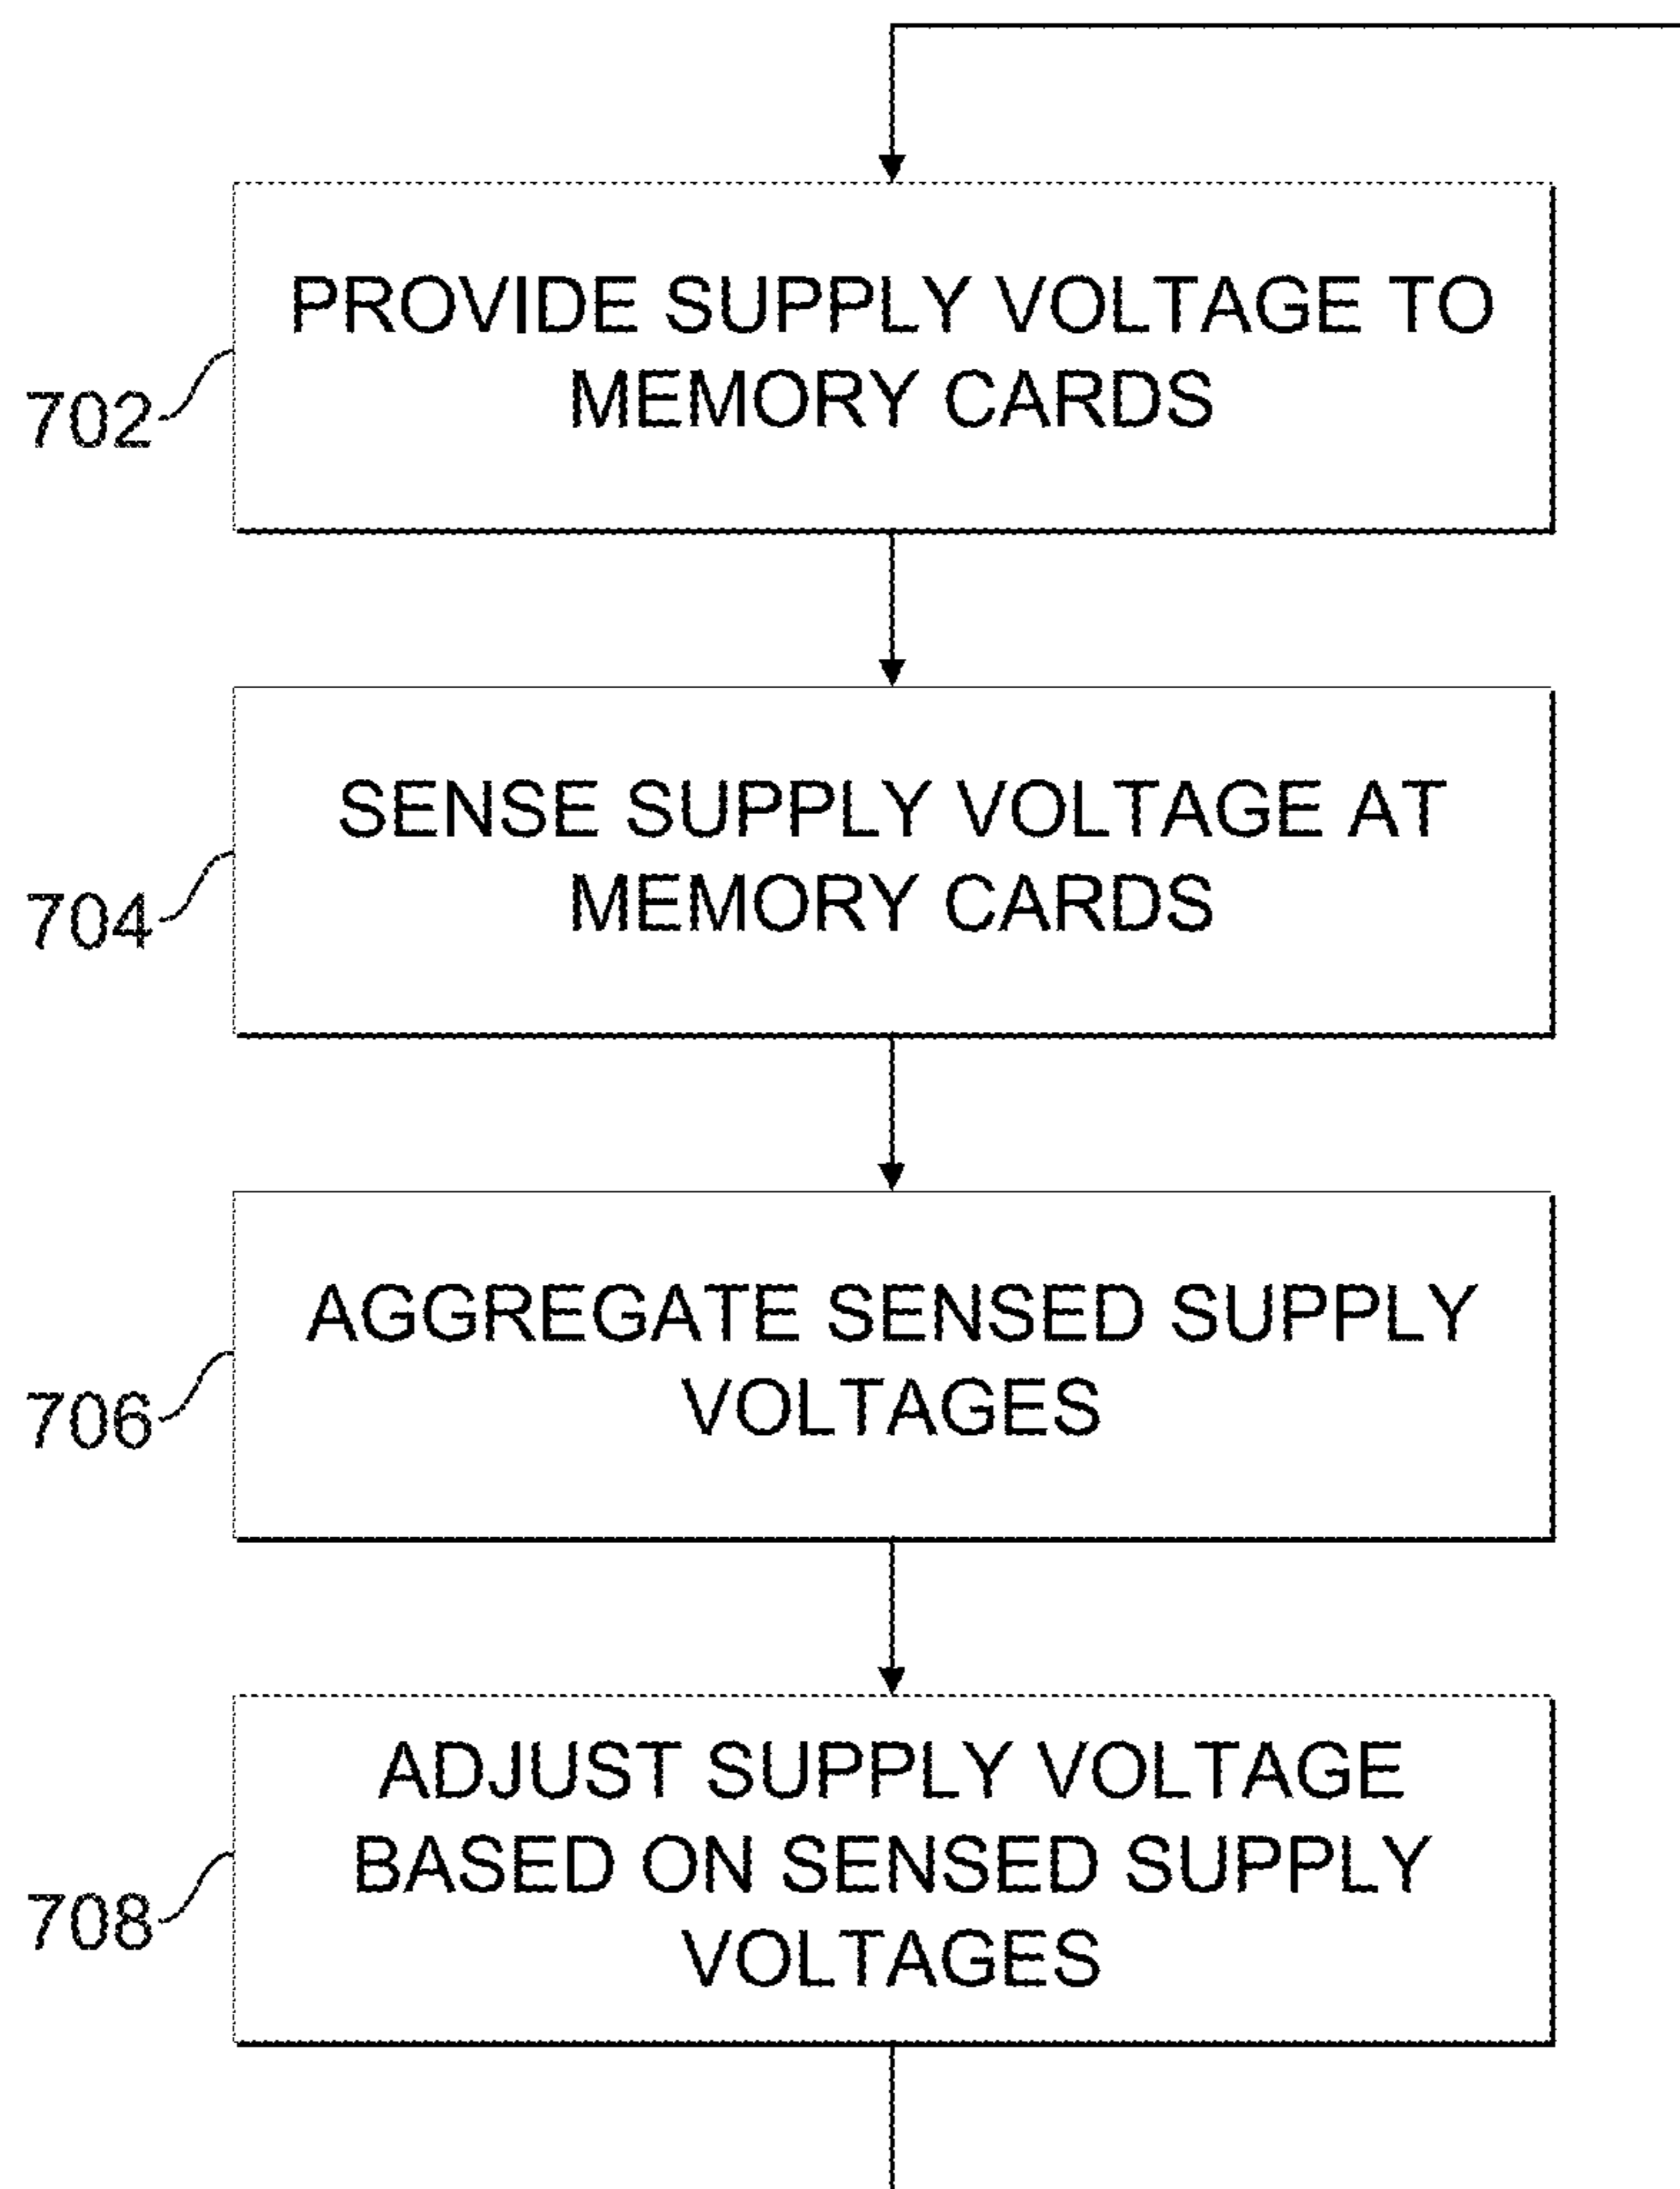 PROVIDE SUPPLY VOLTAGE TO
MEMORY CARDS
702
SENSE SUPPLY VOLTAGE AT
MEMORY CARDS
704
AGGREGATE SENSED SUPPLY
VOLTAGES
706
ADJUST SUPPLY VOLTAGE
BASED ON SENSED SUPPLY
VOLTAGES
708